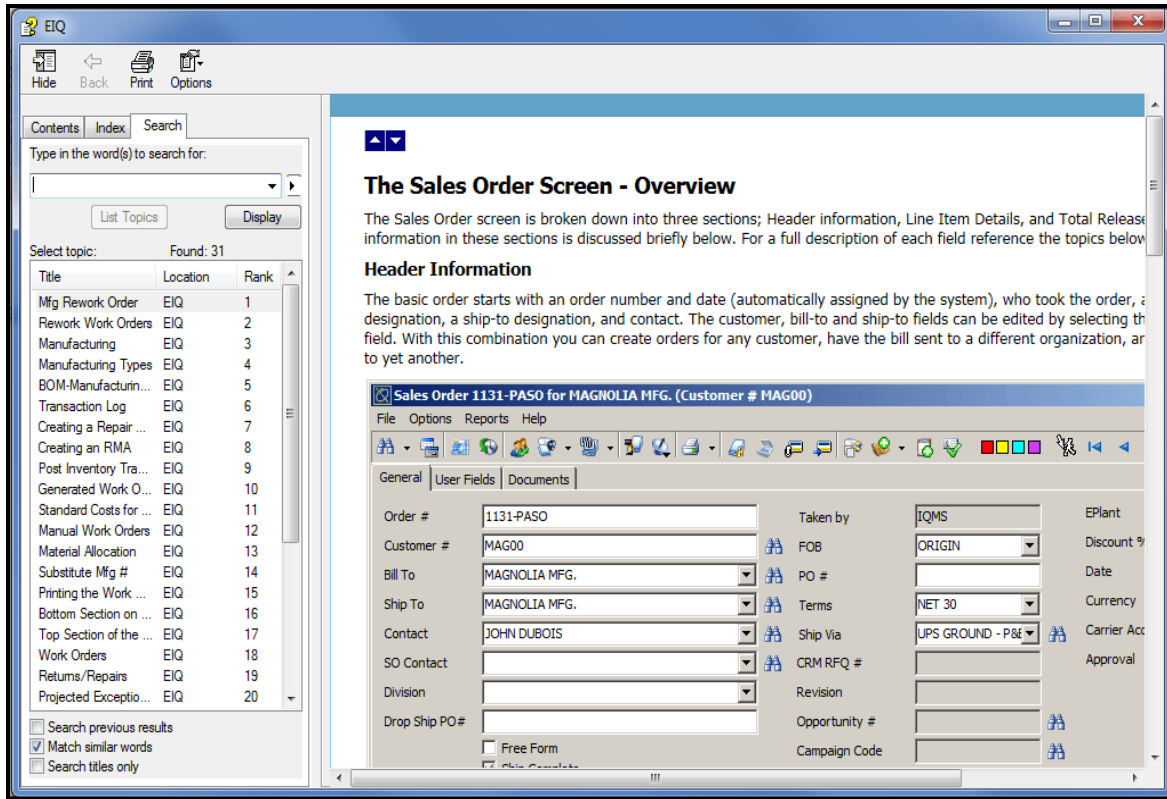 EIQ
Hide Back Print Options
Contents Index Search
Type in the word(s) to search for:
List Topics Display
Select topic: Found: 31
Title Location Rank
Mfg Rework Order EIQ 1
Rework Work Orders EIQ 2
Manufacturing EIQ 3
Manufacturing Types EIQ 4
BOM-Manufacturin... EIQ 5
Transaction Log EIQ 6
Creating a Repair ... EIQ 7
Creating an RMA EIQ 8
Post Inventory Tra... EIQ 9
Generated Work O... EIQ 10
Standard Costs for ... EIQ 11
Manual Work Orders EIQ 12
Material Allocation EIQ 13
Substitute Mfg # EIQ 14
Printing the Work ... EIQ 15
Bottom Section on ... EIQ 16
Top Section of the ... EIQ 17
Work Orders EIQ 18
Returns/Repairs EIQ 19
Projected Exceptio... EIQ 20
Search previous results
Match similar words
Search titles only
The Sales Order Screen - Overview
The Sales Order screen is broken down into three sections; Header information, Line Item Details, and Total Release
information in these sections is discussed briefly below. For a full description of each field reference the topics below
Header Information
The basic order starts with an order number and date (automatically assigned by the system), who took the order, a
designation, a ship-to designation, and contact. The customer, bill-to and ship-to fields can be edited by selecting th
field. With this combination you can create orders for any customer, have the bill sent to a different organization, an
to yet another.
Sales Order 1131-PASO for MAGNOLIA MFG. (Customer # MAG00)
File Options Reports Help
General User Fields Documents
Order # 1131-PASO Taken by IQMS EPlant
Customer # MAG00 FOB ORIGIN Discount %
Bill To MAGNOLIA MFG. PO # Date
Ship To MAGNOLIA MFG. Terms NET 30 Currency
Contact JOHN DUBOIS Ship Via UPS GROUND - P&E Carrier Acc
SO Contact CRM RFQ # Approval
Division Revision
Drop Ship PO# Opportunity #
Free Form Campaign Code
Ship Complete